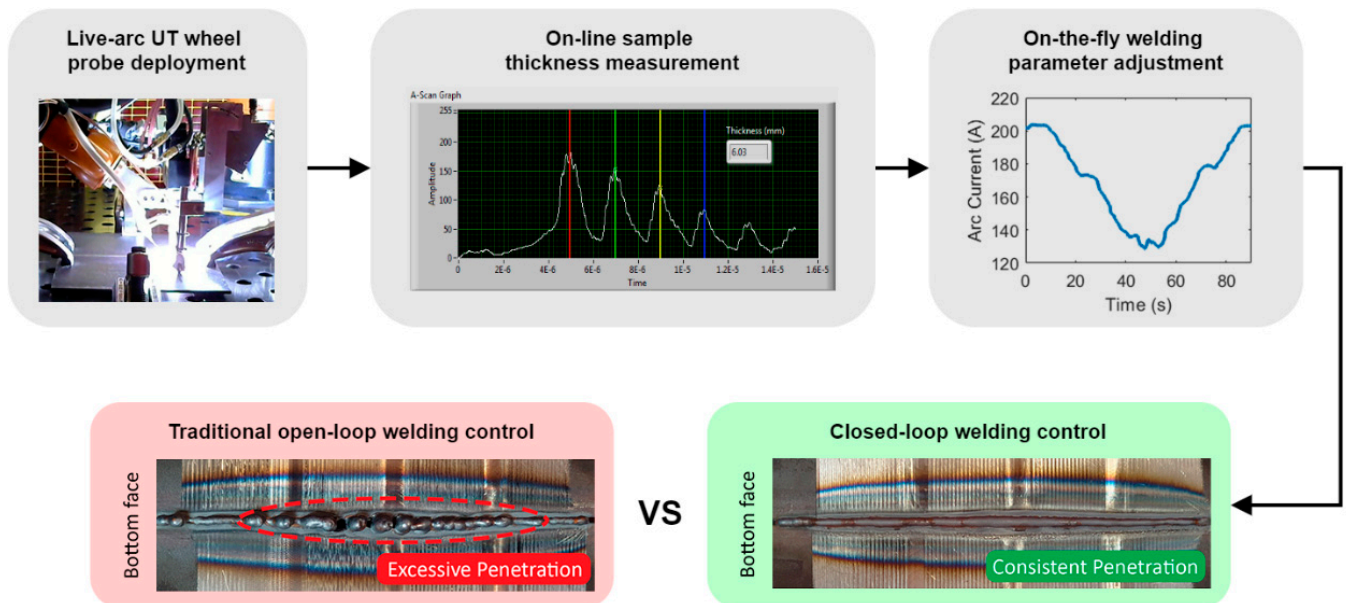 Live-arc UT wheel
probe deployment
On-line sample
thickness measurement
A-Scan Graph
255
200
150
100
50
0
Amplitude
Thickness (mm)
6.03
0 2E-6 4E-6 6E-6 8E-6 1E-5 1.2E-5 1.4E-5 1.6E-5
Time
On-the-fly welding
parameter adjustment
220
200
180
160
140
120
Arc Current (A)
0 20 40 60 80
Time (s)
Traditional open-loop welding control
Bottom face
Excessive Penetration
VS
Closed-loop welding control
Bottom face
Consistent Penetration